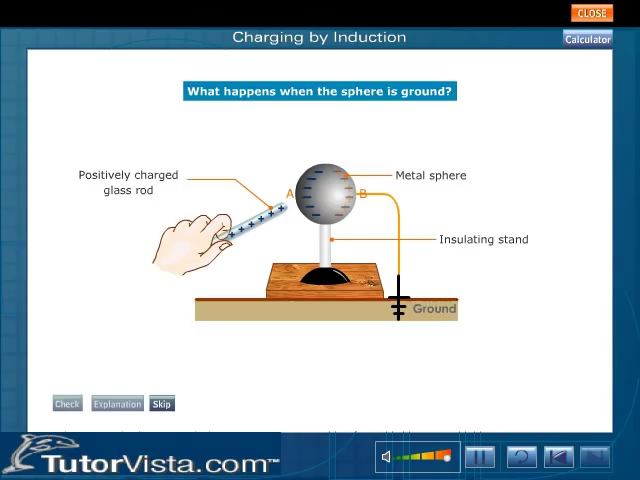 CLOSE
Charging by Induction
Calculator
What happens when the sphere is ground?
Positively charged
glass rod
A
B
Metal sphere
Insulating stand
Ground
Check
Explanation
Skip
TutorVista.com™